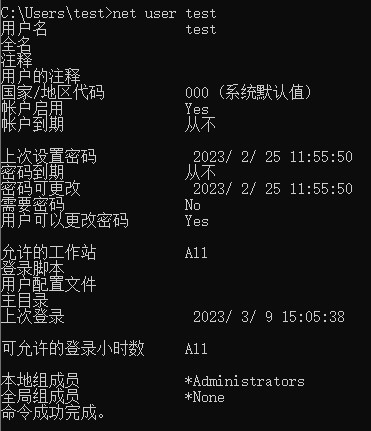 C:\Users\test>net user test
用户名 test
全名
注释
用户的注释
国家/地区代码 000 (系统默认值)
帐户启用 Yes
帐户到期 从不
上次设置密码 2023/ 2/ 25 11:55:50
密码到期 从不
密码可更改 2023/ 2/ 25 11:55:50
需要密码 No
用户可以更改密码 Yes
允许的工作站 All
登录脚本
用户配置文件
主目录
上次登录 2023/ 3/ 9 15:05:38
可允许的登录小时数 All
本地组成员 *Administrators
全局组成员 *None
命令成功完成。